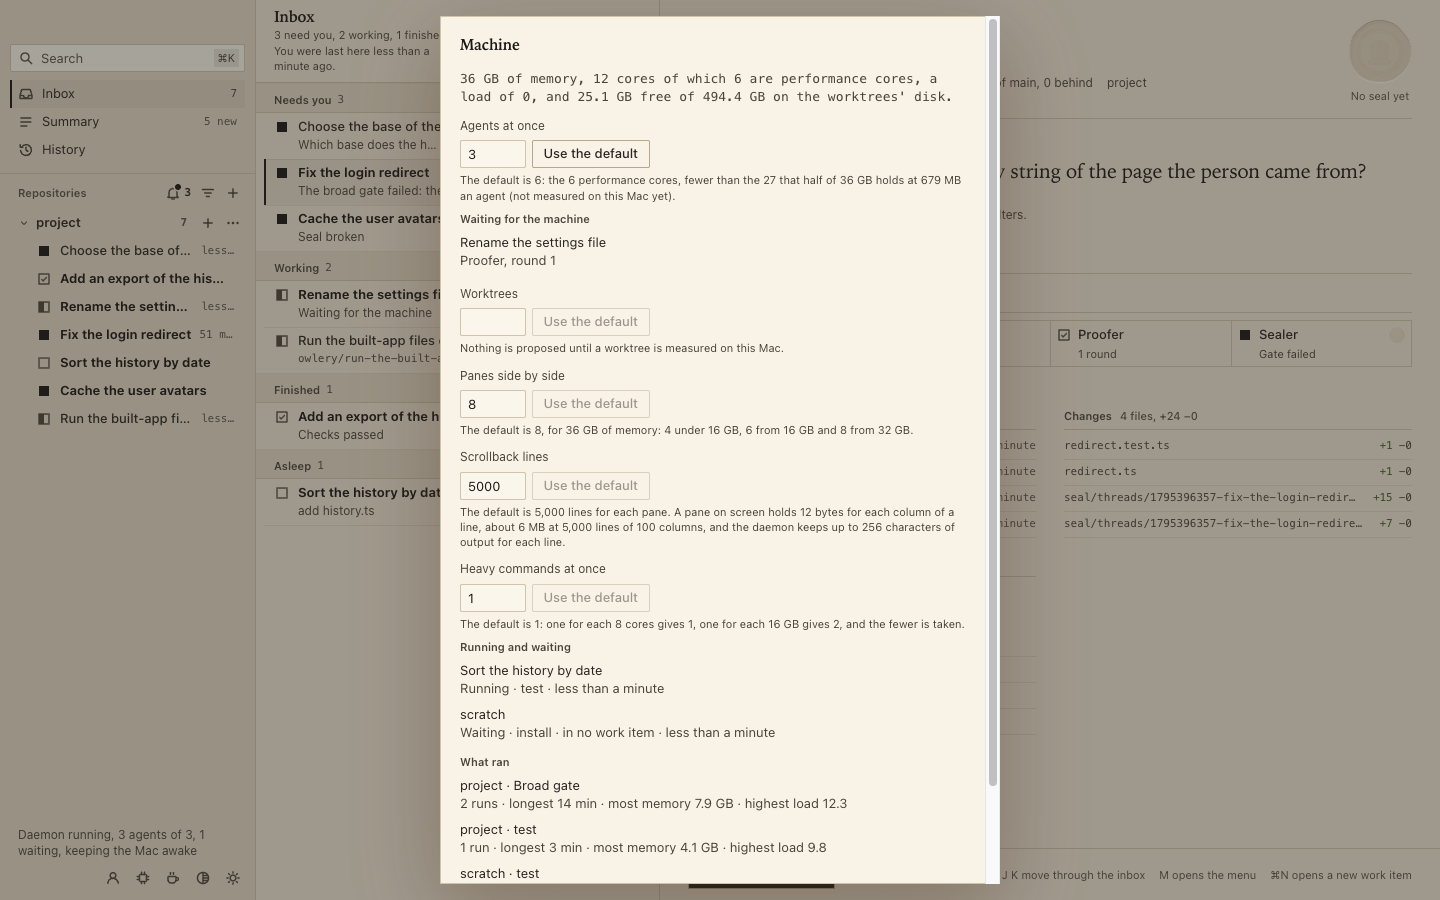 Search
⌘K
Inbox
7
Summary
5 new
History
Repositories
3
project
7
Choose the base of...
less...
Add an export of the his...
Rename the settin...
less...
Fix the login redirect
51 m...
Sort the history by date
Cache the user avatars
Run the built-app fi...
less...
Daemon running, 3 agents of 3, 1
waiting, keeping the Mac awake
Inbox
3 need you, 2 working, 1 finishe
You were last here less than a
minute ago.
Needs you 3
Choose the base of the
Which base does the h...
Fix the login redirect
The broad gate failed: the
Cache the user avatars
Seal broken
Working 2
Rename the settings fi
Waiting for the machine
Run the built-app files
owlery/run-the-built-a
Finished 1
Add an export of the h
Checks passed
Asleep 1
Sort the history by dat
add history.ts
Machine
36 GB of memory, 12 cores of which 6 are performance cores, a
load of 0, and 25.1 GB free of 494.4 GB on the worktrees' disk.
Agents at once
3
Use the default
The default is 6: the 6 performance cores, fewer than the 27 that half of 36 GB holds at 679 MB
an agent (not measured on this Mac yet).
Waiting for the machine
Rename the settings file
Proofer, round 1
Worktrees
Use the default
Nothing is proposed until a worktree is measured on this Mac.
Panes side by side
8
Use the default
The default is 8, for 36 GB of memory: 4 under 16 GB, 6 from 16 GB and 8 from 32 GB.
Scrollback lines
5000
Use the default
The default is 5,000 lines for each pane. A pane on screen holds 12 bytes for each column of a
line, about 6 MB at 5,000 lines of 100 columns, and the daemon keeps up to 256 characters of
output for each line.
Heavy commands at once
1
Use the default
The default is 1: one for each 8 cores gives 1, one for each 16 GB gives 2, and the fewer is taken.
Running and waiting
Sort the history by date
Running · test · less than a minute
scratch
Waiting · install · in no work item · less than a minute
What ran
project · Broad gate
2 runs · longest 14 min · most memory 7.9 GB · highest load 12.3
project · test
1 run · longest 3 min · most memory 4.1 GB · highest load 9.8
scratch · test
of main, 0 behind
project
No seal yet
string of the page the person came from?
ters.
Proofer
1 round
Sealer
Gate failed
Changes 4 files, +24 −0
minute
redirect.test.ts
+1 −0
minute
redirect.ts
+1 −0
minute
seal/threads/1795396357-fix-the-login-redir…
+15 −0
minute
seal/threads/1795396357-fix-the-login-redire…
+7 −0
J K move through the inbox
M opens the menu
⌘N opens a new work item